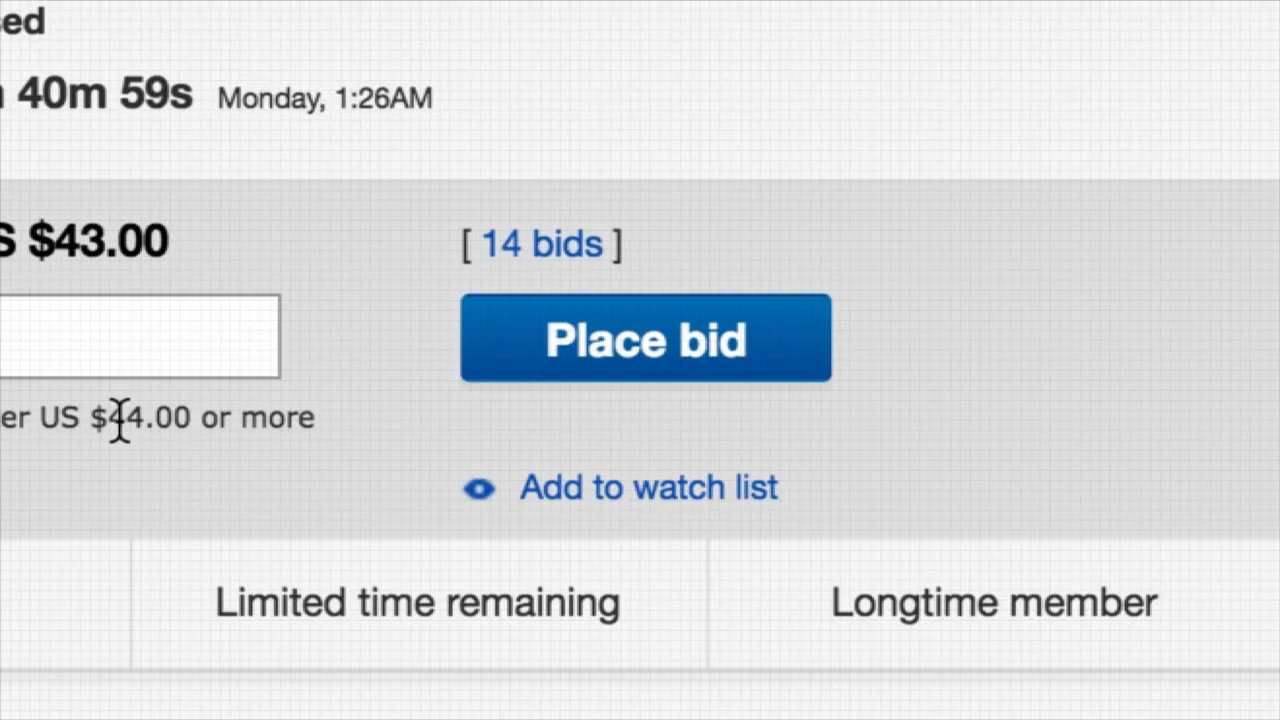 sed
40m 59s Monday, 1:26AM
S $43.00 [ 14 bids ]
Place bid
er US $44.00 or more
Add to watch list
Limited time remaining Longtime member